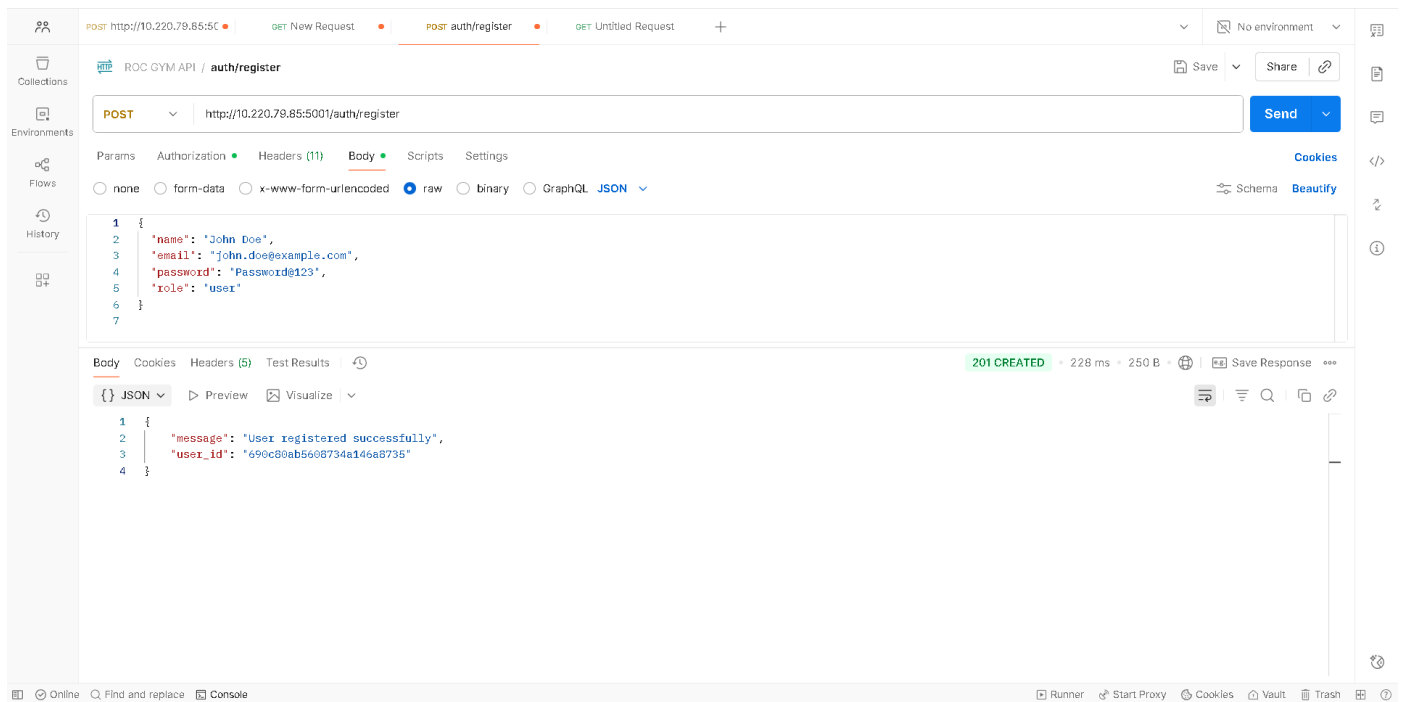 POST http://10.220.79.85:5C
GET New Request
POST auth/register
GET Untitled Request
No environment
Collections
Environments
Flows
History
HTTP ROC GYM API / auth/register
Save
Share
POST http://10.220.79.85:5001/auth/register
Send
Params Authorization Headers (11) Body Scripts Settings Cookies
none form-data x-www-form-urlencoded raw binary GraphQL JSON Schema Beautify
1 {
2 "name": "John Doe",
3 "email": "john.doe@example.com",
4 "password": "Password@123",
5 "role": "user"
6 }
7
Body Cookies Headers (5) Test Results 201 CREATED 228 ms 250 B e.g. Save Response
{} JSON Preview Visualize
1 {
2 "message": "User registered successfully",
3 "user_id": "690c80ab5608734a146a8735"
4 }
Online Find and replace Console Runner Start Proxy Cookies Vault Trash